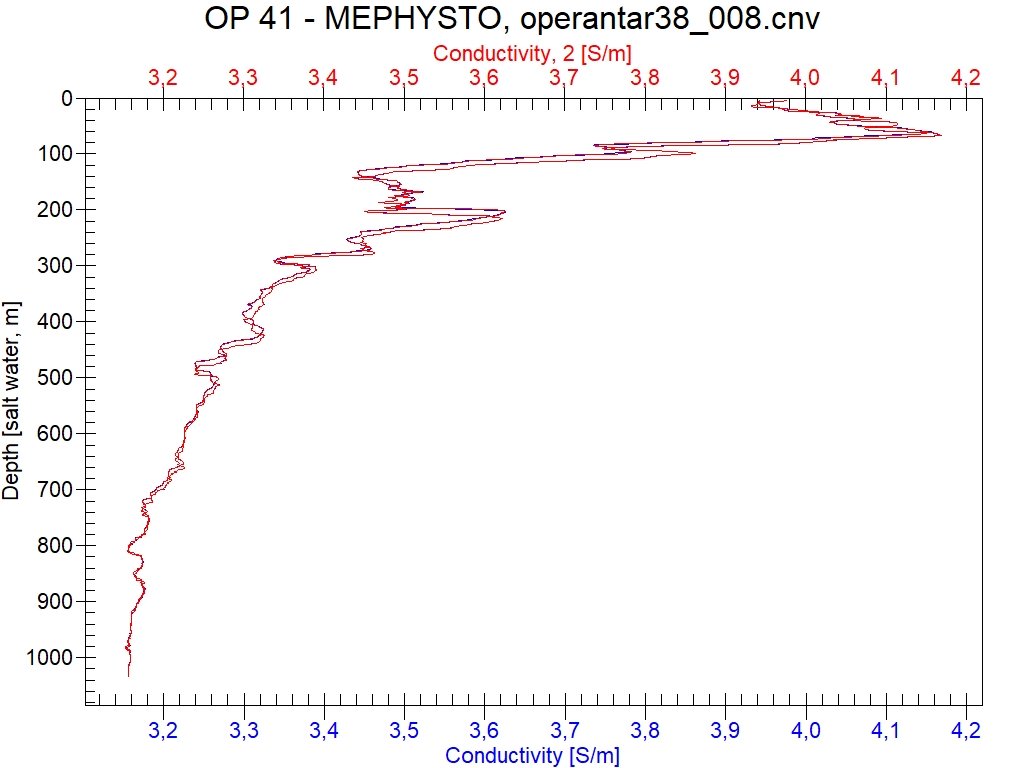 OP 41 - MEPHYSTO, operantar38_008.cnv
Conductivity, 2 [S/m]
3,2 3,3 3,4 3,5 3,6 3,7 3,8 3,9 4,0 4,1 4,2
0
100
200
300
400
500
600
700
800
900
1000
Depth [salt water, m]
3,2 3,3 3,4 3,5 3,6 3,7 3,8 3,9 4,0 4,1 4,2
Conductivity [S/m]